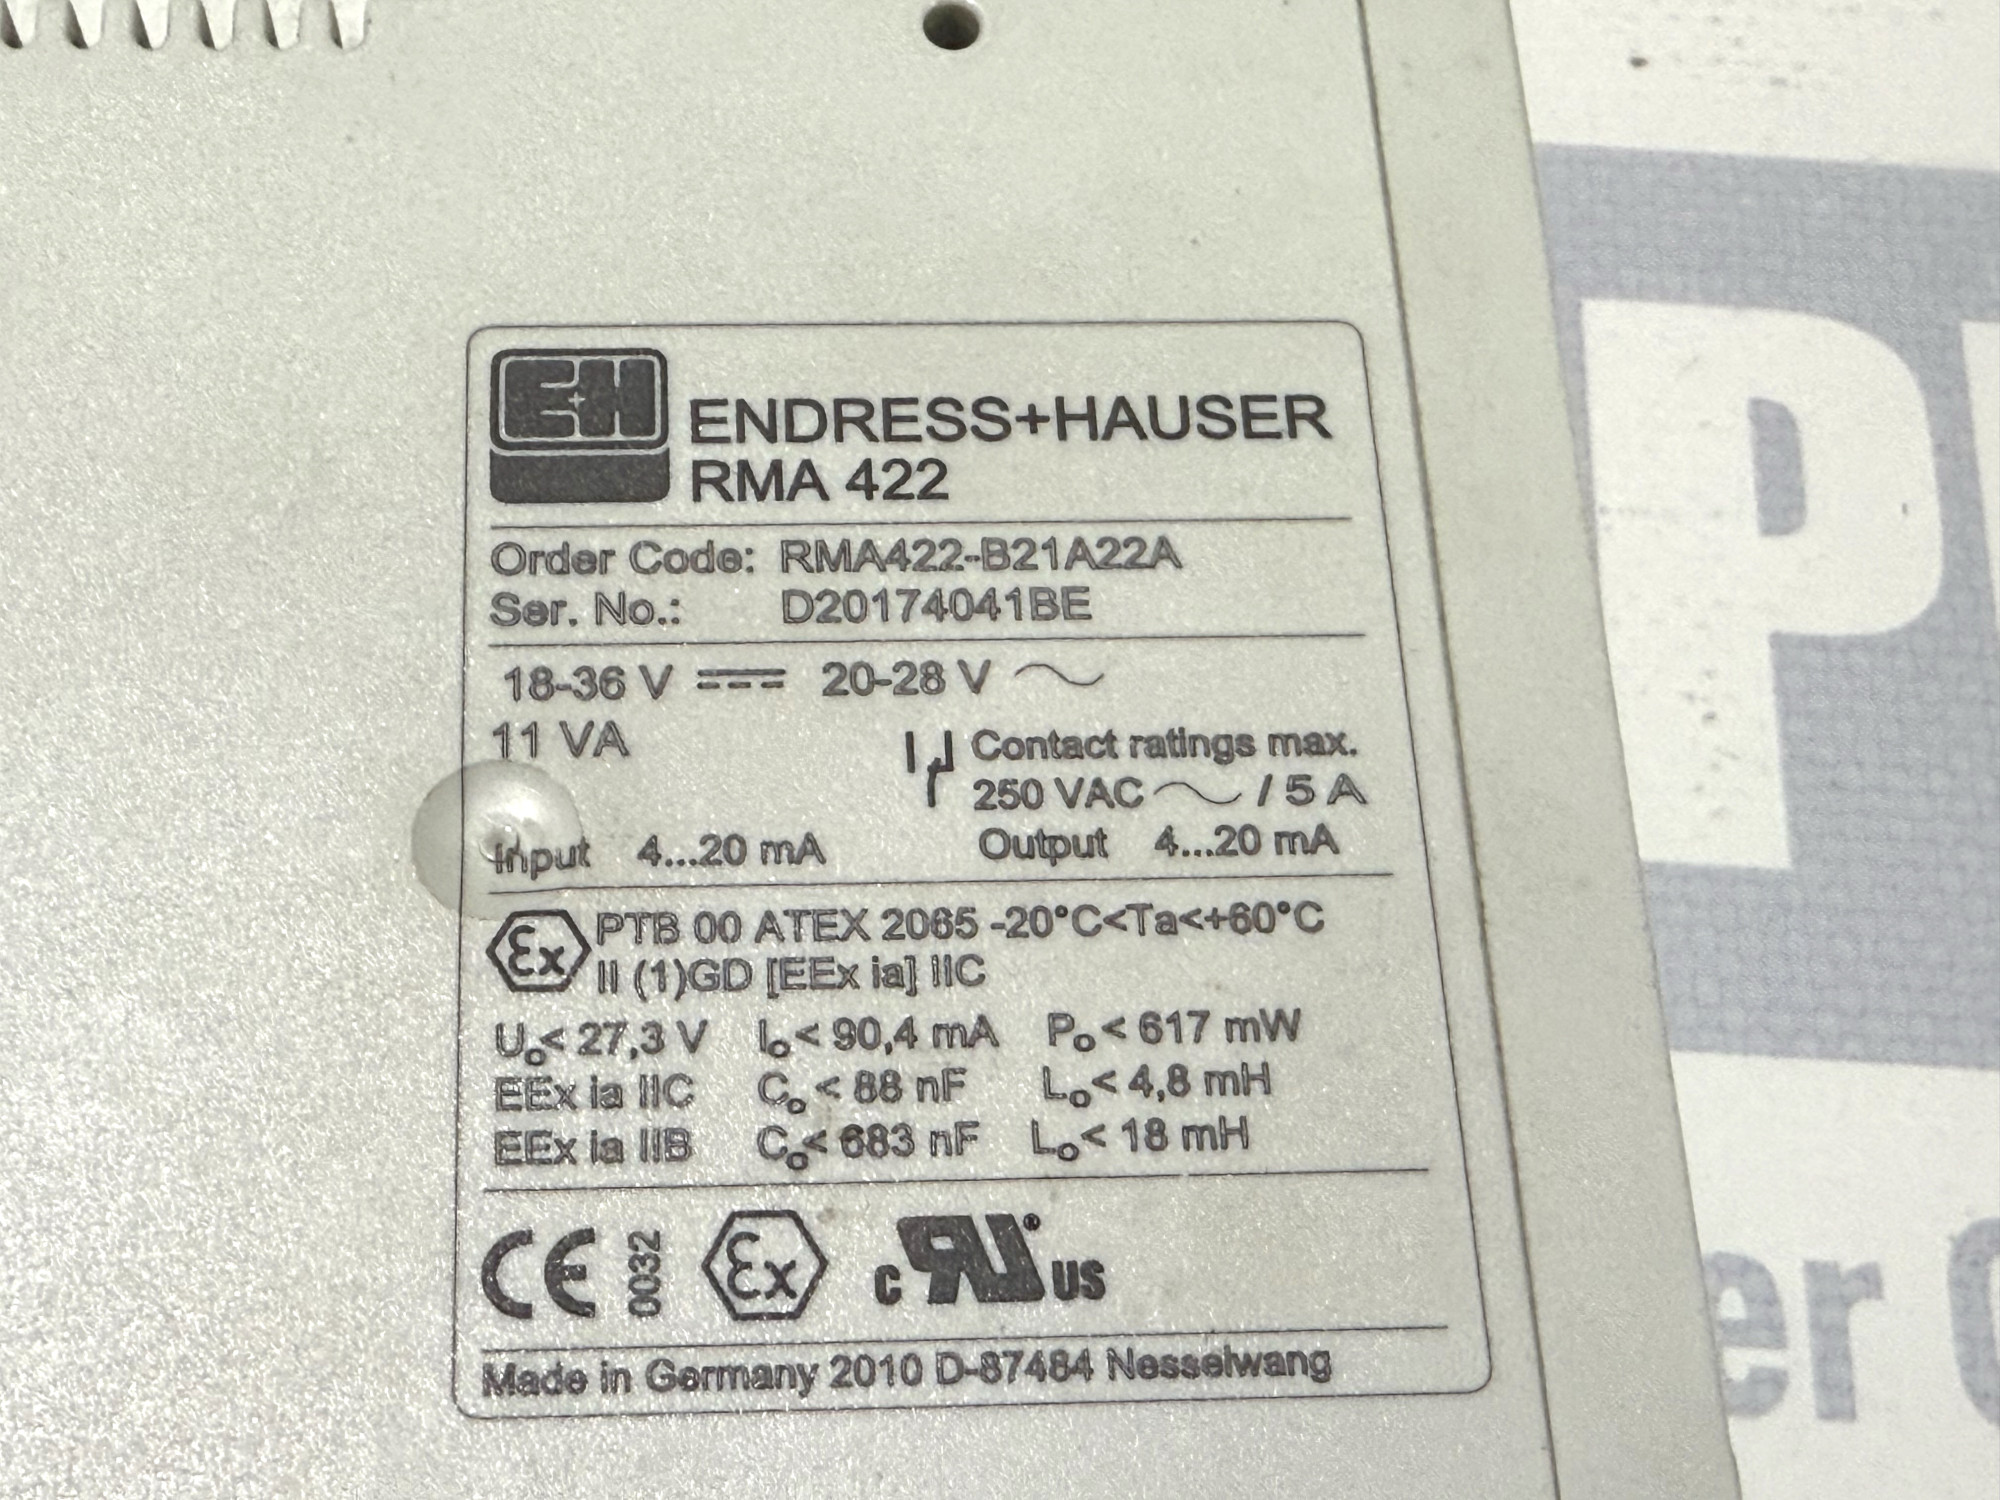 E+H
ENDRESS+HAUSER
RMA 422
Order Code: RMA422-B21A22A
Ser. No.: D20174041BE
18-36 V ⎓ 20-28 V ~
11 VA
Contact ratings max.
250 VAC ~ / 5 A
Input 4...20 mA Output 4...20 mA
Ex PTB 00 ATEX 2065 -20°C<Ta<+60°C
II (1)GD [EEx ia] IIC
Uo< 27,3 V Io< 90,4 mA Po< 617 mW
EEx ia IIC Co< 88 nF Lo< 4,8 mH
EEx ia IIB Co< 683 nF Lo< 18 mH
CE 0032 Ex c RU ® US
Made in Germany 2010 D-87484 Nesselwang
P
er